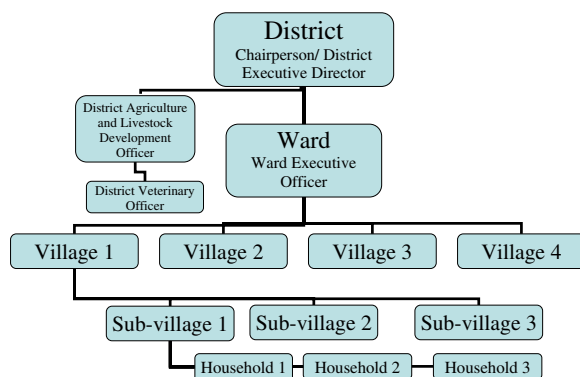 District
Chairperson/ District
Executive Director
District Agriculture
and Livestock
Development
Officer
Ward
Ward Executive
Officer
District Veterinary
Officer
Village 1
Village 2
Village 3
Village 4
Sub-village 1
Sub-village 2
Sub-village 3
Household 1
Household 2
Household 3